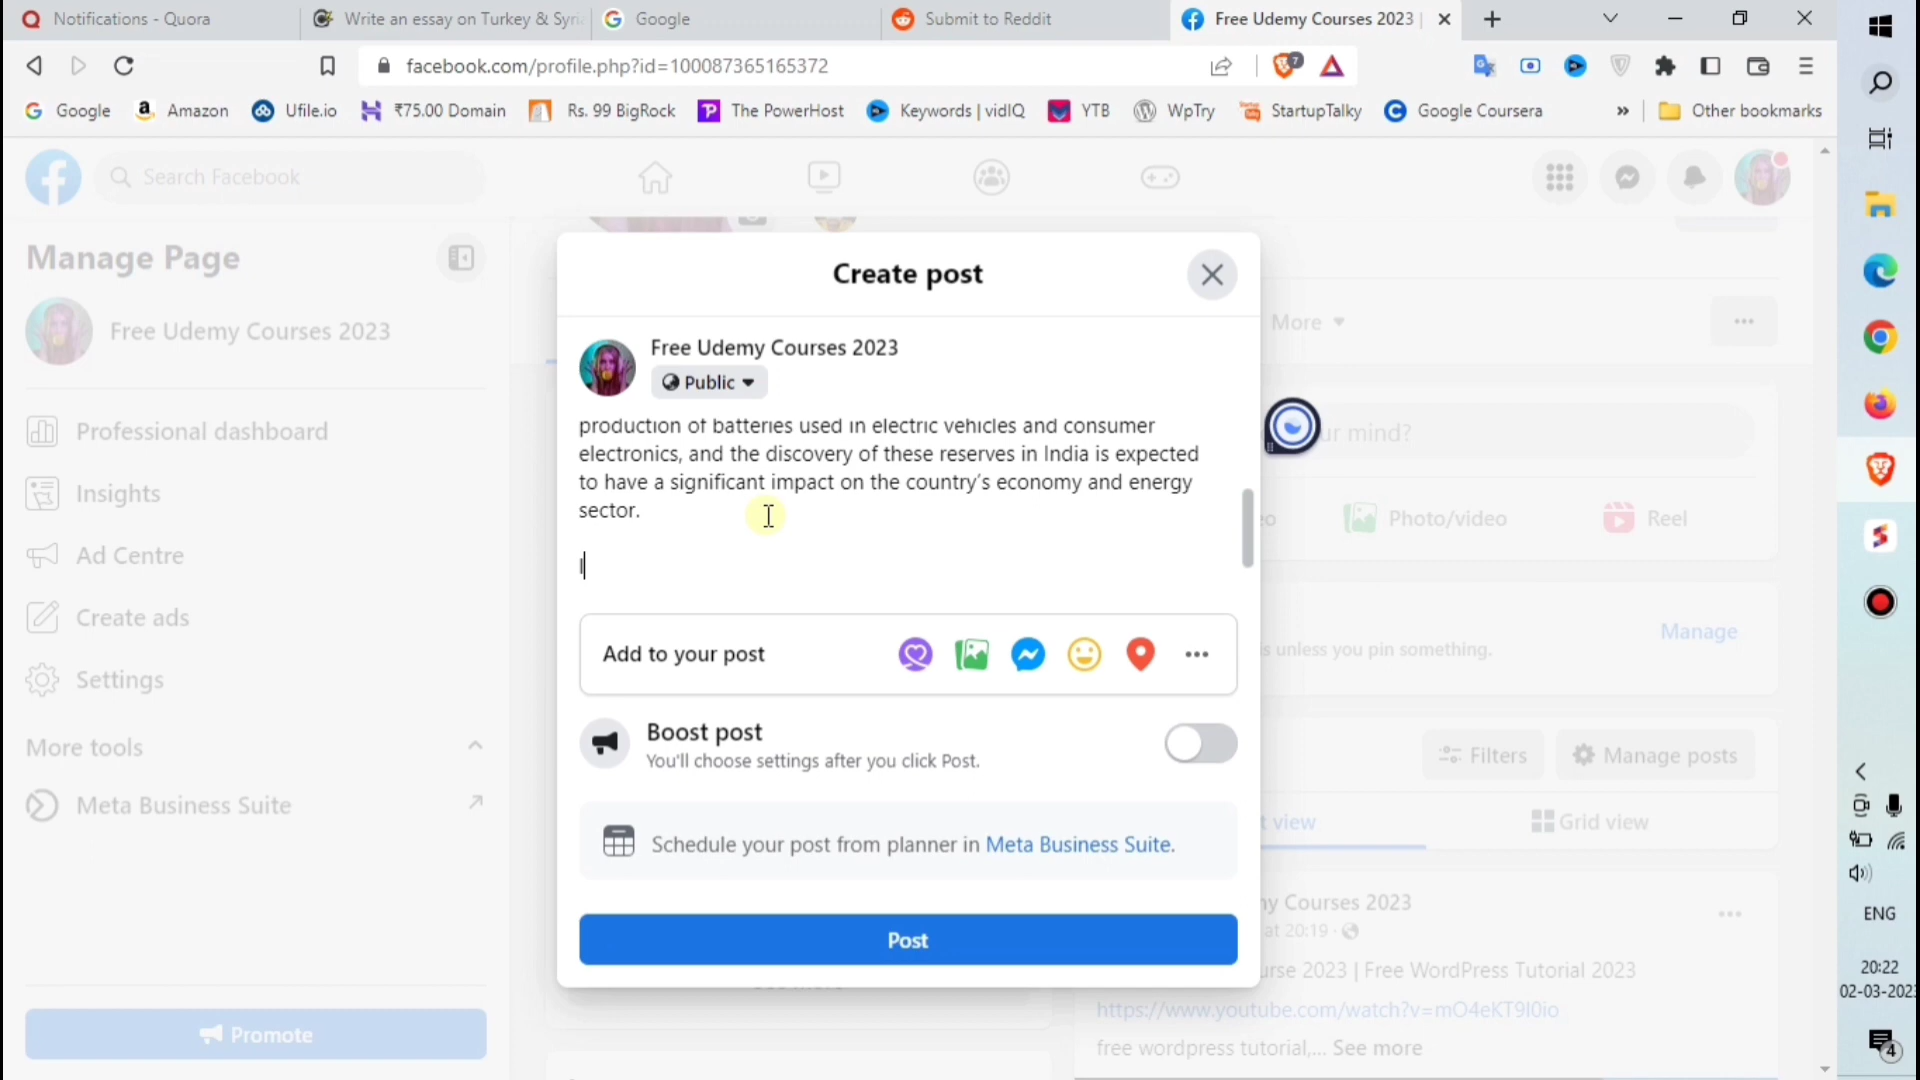 Notifications - Quora
Write an essay on Turkey & Syri
Google
Submit to Reddit
Free Udemy Courses 2023 |
facebook.com/profile.php?id=100087365165372
7
Google
Amazon
Ufile.io
₹75.00 Domain
Rs. 99 BigRock
The PowerHost
Keywords | vidIQ
YTB
WpTry
StartupTalky
Google Coursera
»
Other bookmarks
Search Facebook
Manage Page
Free Udemy Courses 2023
Professional dashboard
Insights
Ad Centre
Create ads
Settings
More tools
Meta Business Suite
Promote
Create post
Free Udemy Courses 2023
Public
production of batteries used in electric vehicles and consumer
electronics, and the discovery of these reserves in India is expected
to have a significant impact on the country's economy and energy
sector.
Add to your post
Boost post
You'll choose settings after you click Post.
Schedule your post from planner in Meta Business Suite.
Post
More
ur mind?
eo
Photo/video
Reel
Manage
s unless you pin something.
Filters
Manage posts
t view
Grid view
my Courses 2023
at 20:19 ·
urse 2023 | Free WordPress Tutorial 2023
https://www.youtube.com/watch?v=mO4eKT9I0io
free wordpress tutorial,... See more
ENG
20:22
02-03-2023
4